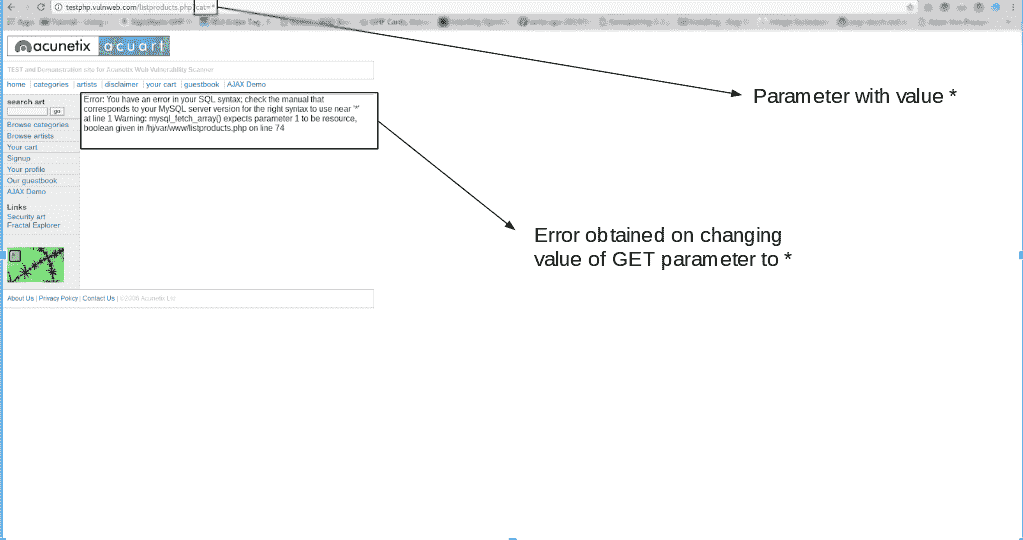 testphp.vulnweb.com/listproducts.php?cat=*
acunetix acuart
TEST and Demonstration site for Acunetix Web Vulnerability Scanner
home categories artists disclaimer your cart guestbook AJAX Demo
search art
go
Browse categories
Browse artists
Your cart
Signup
Your profile
Our guestbook
AJAX Demo
Links
Security art
Fractal Explorer
Error: You have an error in your SQL syntax; check the manual that
corresponds to your MySQL server version for the right syntax to use near '*'
at line 1 Warning: mysql_fetch_array() expects parameter 1 to be resource,
boolean given in /hj/var/www/listproducts.php on line 74
Parameter with value *
Error obtained on changing
value of GET parameter to *
About Us | Privacy Policy | Contact Us | Acunetix Ltd